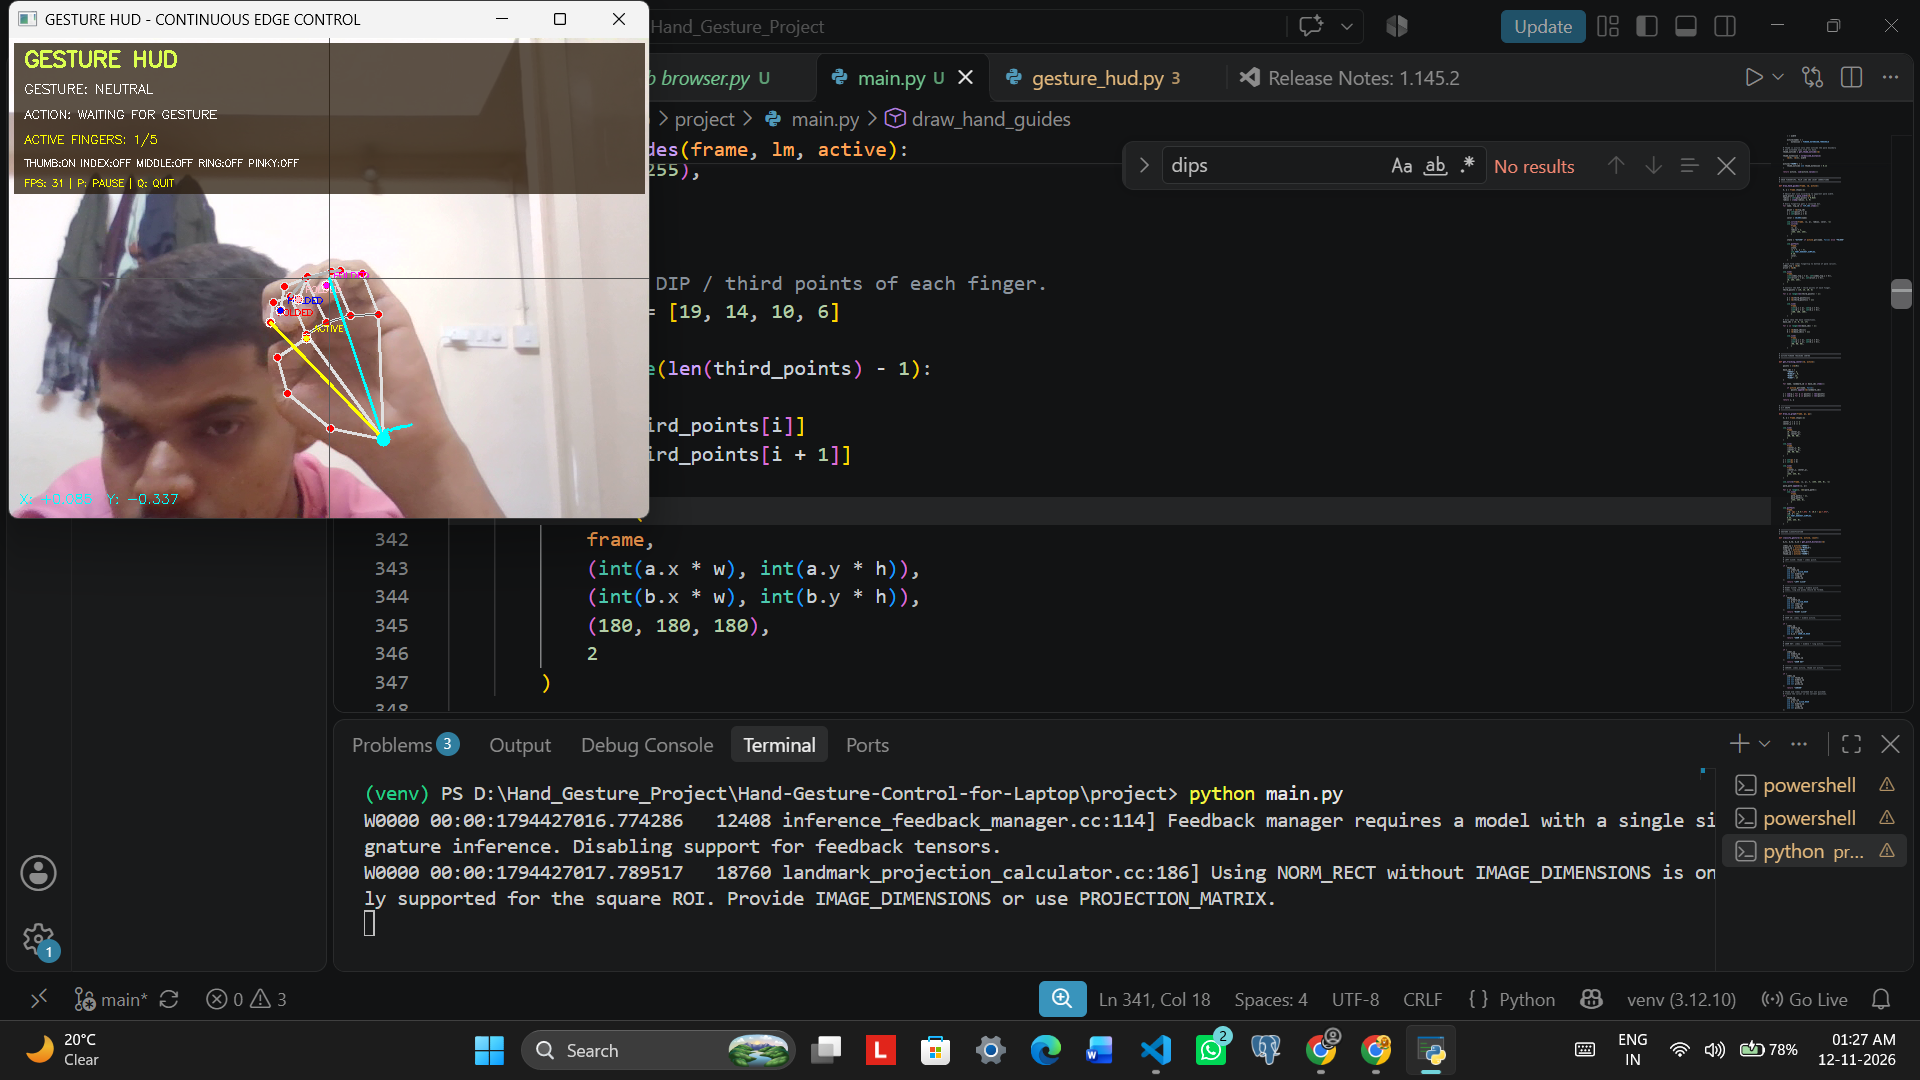 GESTURE HUD - CONTINUOUS EDGE CONTROL
GESTURE HUD
GESTURE: NEUTRAL
ACTION: WAITING FOR GESTURE
ACTIVE FINGERS: 1/5
THUMB:ON INDEX:OFF MIDDLE:OFF RING:OFF PINKY:OFF
FPS: 31 | P: PAUSE | Q: QUIT
ACTIVE
Y: -0.337
Hand_Gesture_Project
Update
browser.py U
main.py U
gesture_hud.py 3
Release Notes: 1.145.2
project > main.py > draw_hand_guides
des(frame, lm, active):
255),
dips
Aa ab .*
No results
DIP / third points of each finger.
= [19, 14, 10, 6]
e(len(third_points) - 1):
ird_points[i]]
ird_points[i + 1]]
342 frame,
343 (int(a.x * w), int(a.y * h)),
344 (int(b.x * w), int(b.y * h)),
345 (180, 180, 180),
346 2
347 )
348
Problems 3 Output Debug Console Terminal Ports
(venv) PS D:\Hand_Gesture_Project\Hand-Gesture-Control-for-Laptop\project> python main.py
W0000 00:00:1794427016.774286   12408 inference_feedback_manager.cc:114] Feedback manager requires a model with a single si
gnature inference. Disabling support for feedback tensors.
W0000 00:00:1794427017.789517   18760 landmark_projection_calculator.cc:186] Using NORM_RECT without IMAGE_DIMENSIONS is on
ly supported for the square ROI. Provide IMAGE_DIMENSIONS or use PROJECTION_MATRIX.
powershell
powershell
python pr...
1
main* 0 3 Ln 341, Col 18 Spaces: 4 UTF-8 CRLF { } Python venv (3.12.10) Go Live
20°C
Clear
Search
L
W
2
ENG
IN
78%
01:27 AM
12-11-2026